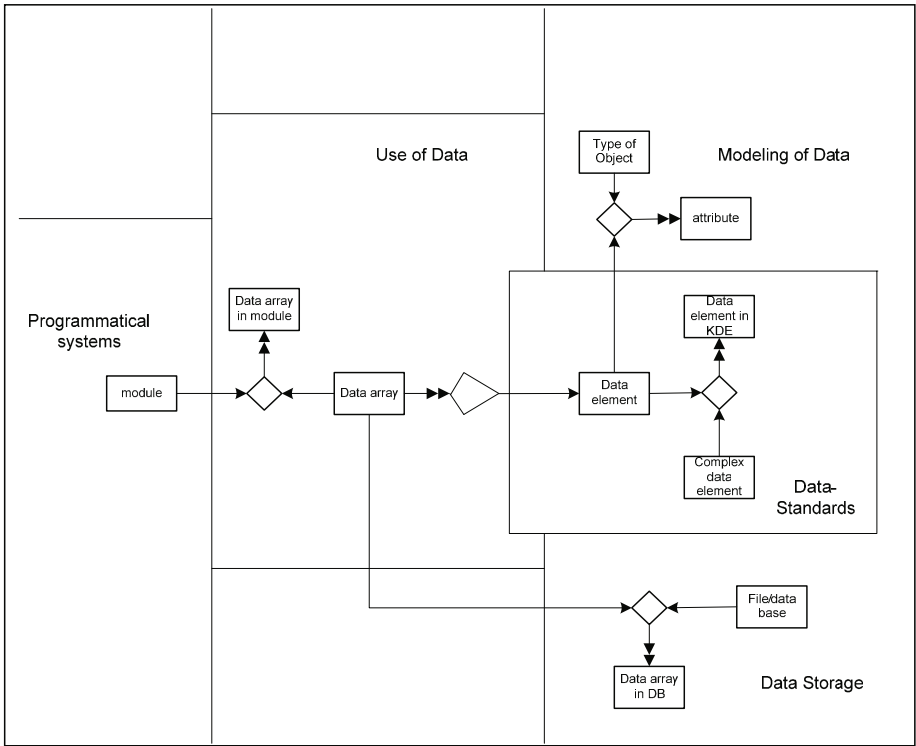 Type of
Object
Use of Data
Modeling of Data
attribute
Data array
in module
Data
element in
KDE
Programmatical
systems
module
Data array
Data
element
Complex
data
element
Data-
Standards
File/data
base
Data array
in DB
Data Storage